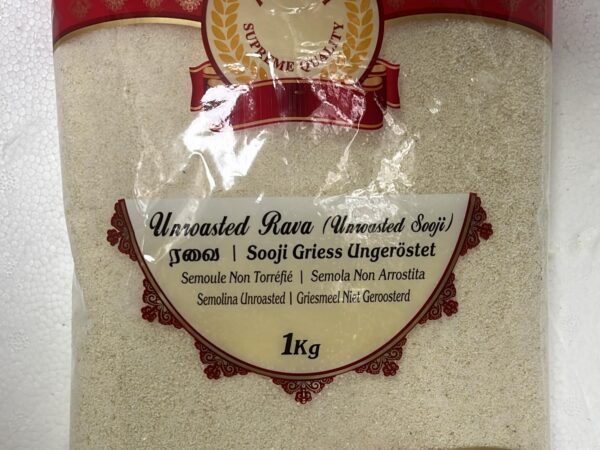 SUPREME QUALITY
Unroasted Rava (Unroasted Sooji)
ரவை | Sooji Griess Ungeröstet
Semoule Non Torréfié | Semola Non Arrostita
Semolina Unroasted | Griesmeel Niet Geroosterd
1Kg